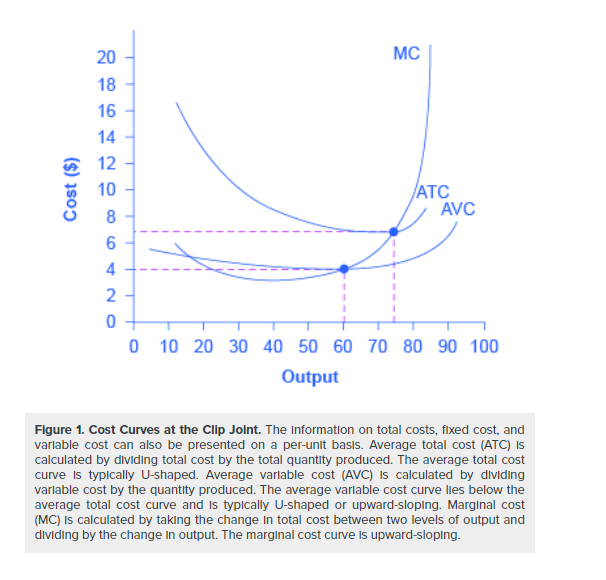 20
MC
18
16
14
12
10
ATC
AVC
8
6
4
2
0
Cost ($)
0 10 20 30 40 50 60 70 80 90 100
Output
Figure 1. Cost Curves at the Clip Joint. The information on total costs, fixed cost, and
variable cost can also be presented on a per-unit basis. Average total cost (ATC) is
calculated by dividing total cost by the total quantity produced. The average total cost
curve is typically U-shaped. Average variable cost (AVC) is calculated by dividing
variable cost by the quantity produced. The average variable cost curve lies below the
average total cost curve and is typically U-shaped or upward-sloping. Marginal cost
(MC) is calculated by taking the change in total cost between two levels of output and
dividing by the change in output. The marginal cost curve is upward-sloping.